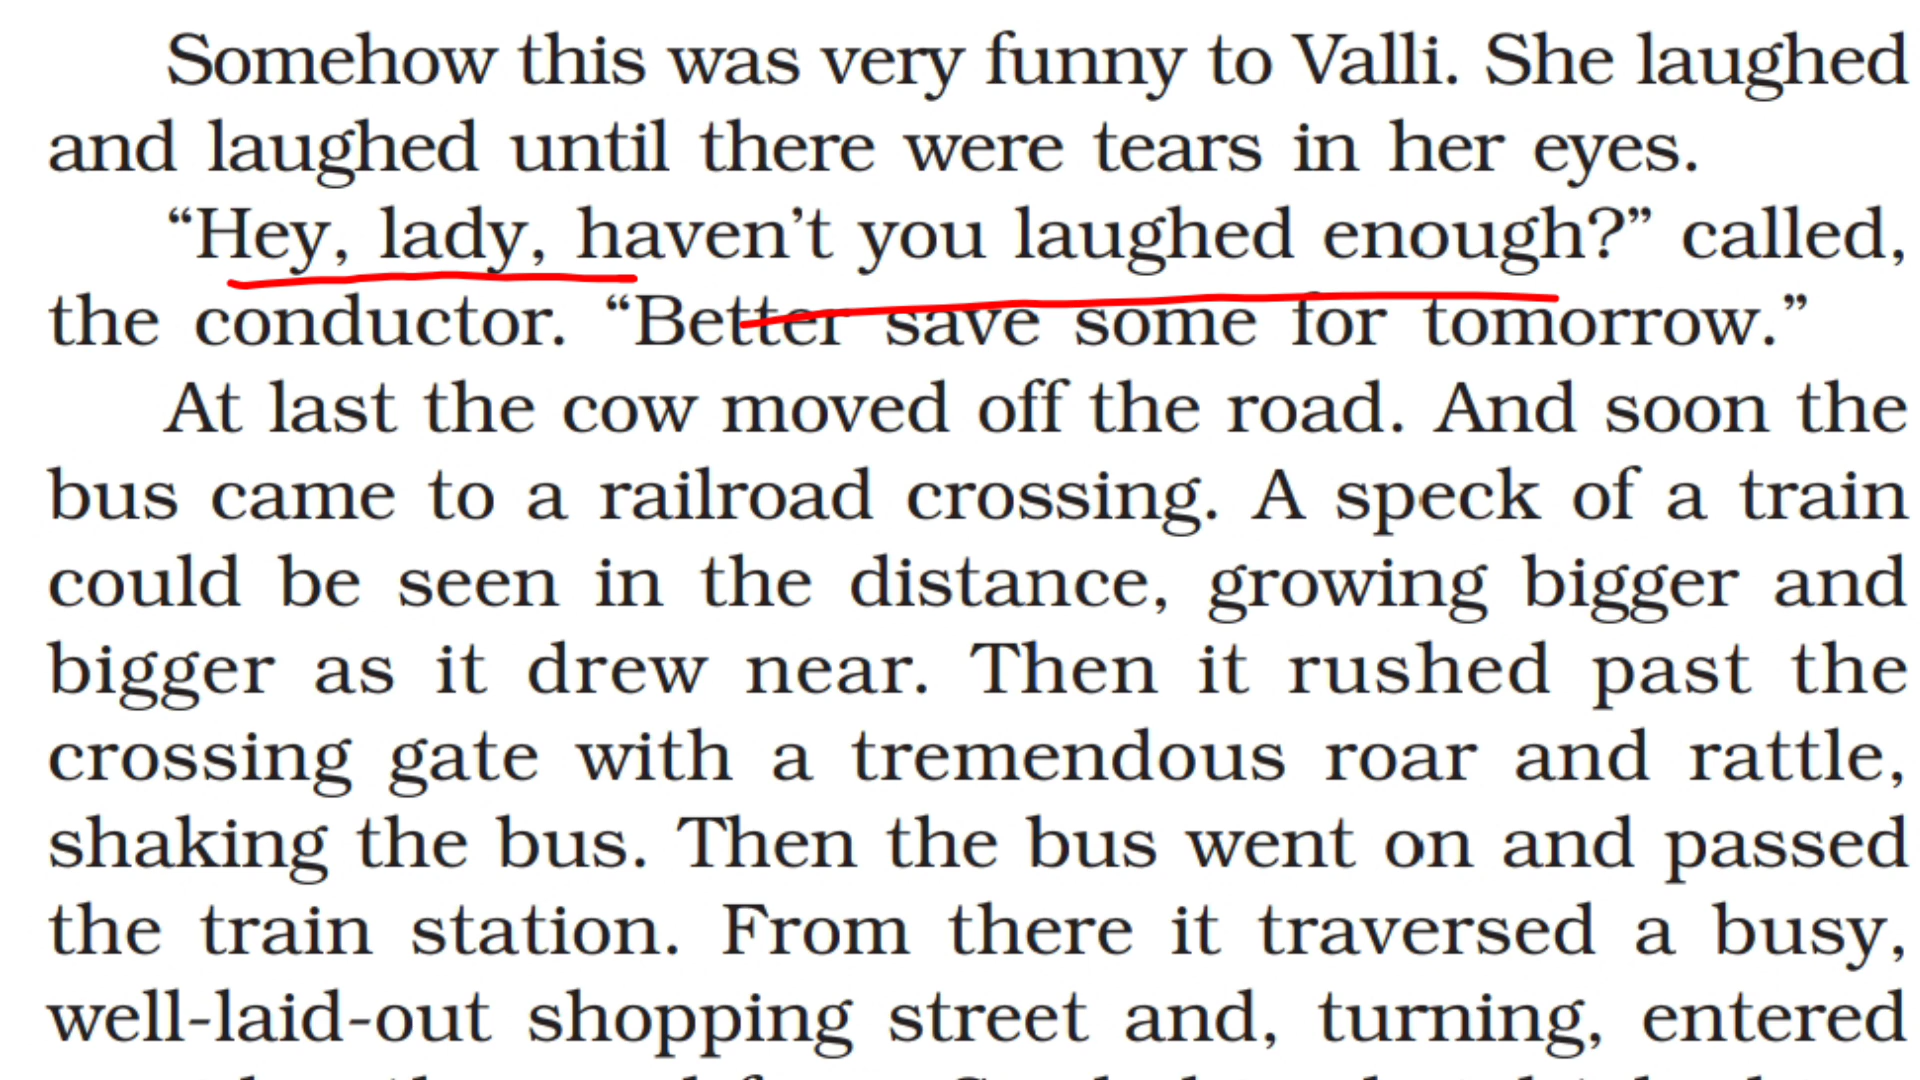 Somehow this was very funny to Valli. She laughed
and laughed until there were tears in her eyes.
“Hey, lady, haven’t you laughed enough?” called,
the conductor. “Better save some for tomorrow.”
At last the cow moved off the road. And soon the
bus came to a railroad crossing. A speck of a train
could be seen in the distance, growing bigger and
bigger as it drew near. Then it rushed past the
crossing gate with a tremendous roar and rattle,
shaking the bus. Then the bus went on and passed
the train station. From there it traversed a busy,
well-laid-out shopping street and, turning, entered